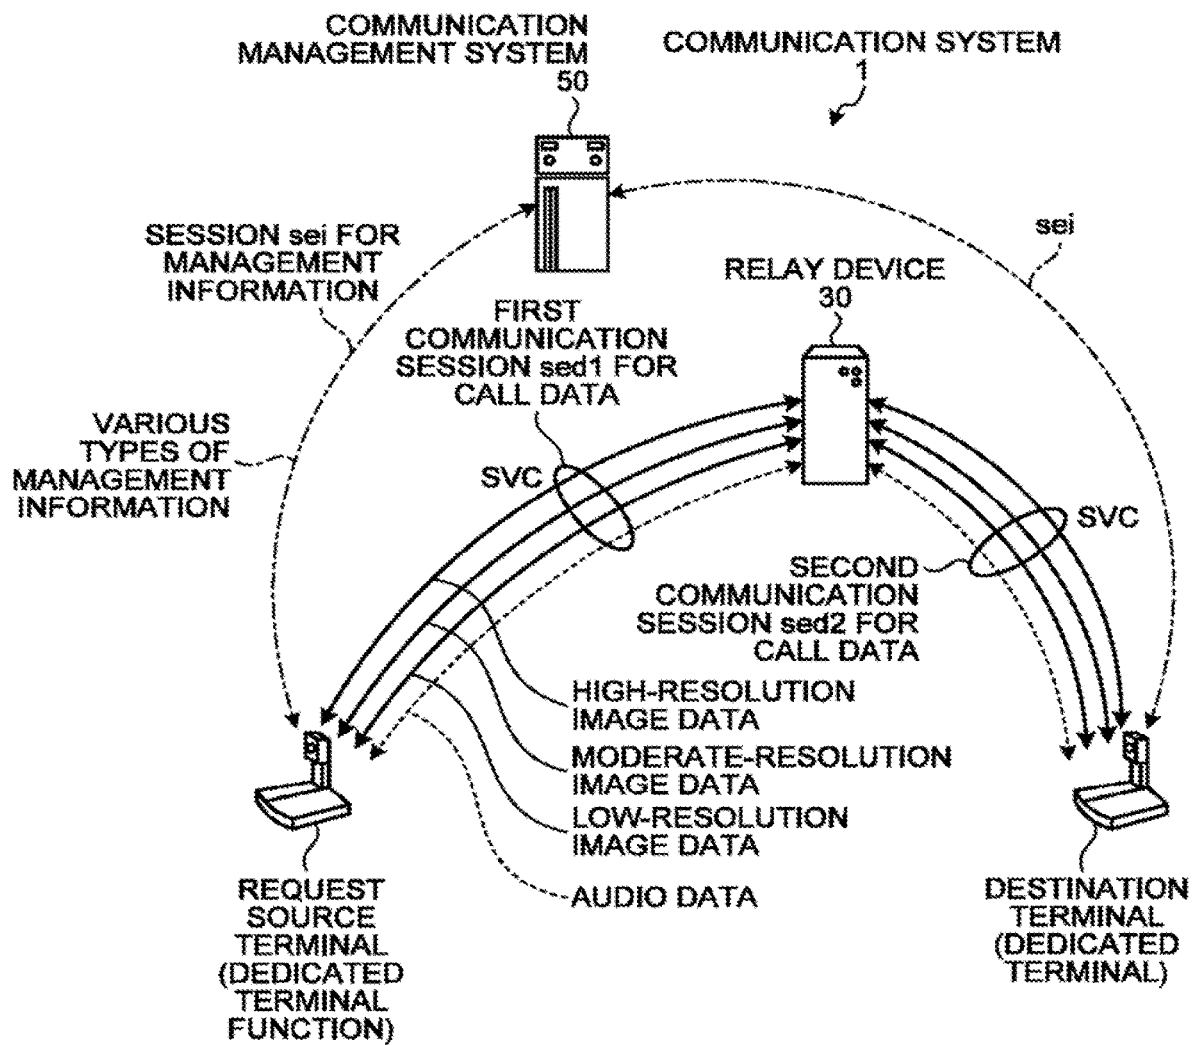 COMMUNICATION
MANAGEMENT SYSTEM
50
COMMUNICATION SYSTEM
1
SESSION sei FOR
MANAGEMENT
INFORMATION
sei
RELAY DEVICE
30
FIRST
COMMUNICATION
SESSION sed1 FOR
CALL DATA
VARIOUS
TYPES OF
MANAGEMENT
INFORMATION
SVC
SVC
SECOND
COMMUNICATION
SESSION sed2 FOR
CALL DATA
HIGH-RESOLUTION
IMAGE DATA
MODERATE-RESOLUTION
IMAGE DATA
LOW-RESOLUTION
IMAGE DATA
AUDIO DATA
REQUEST
SOURCE
TERMINAL
(DEDICATED
TERMINAL
FUNCTION)
DESTINATION
TERMINAL
(DEDICATED
TERMINAL)